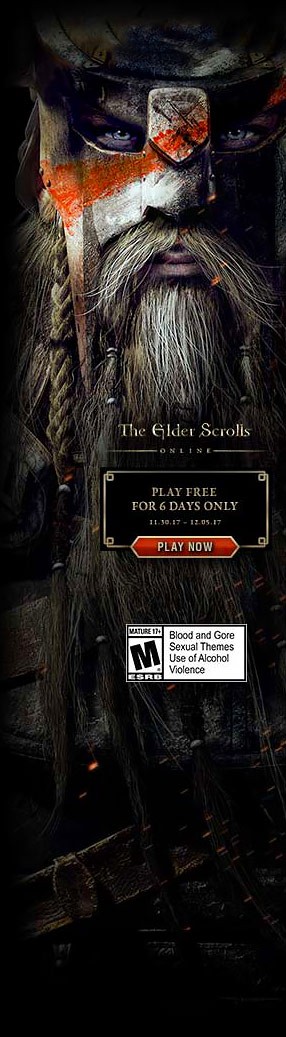 The Elder Scrolls
ONLINE
PLAY FREE
FOR 6 DAYS ONLY
11.30.17 – 12.05.17
PLAY NOW
MATURE 17+
M
ESRB
Blood and Gore
Sexual Themes
Use of Alcohol
Violence